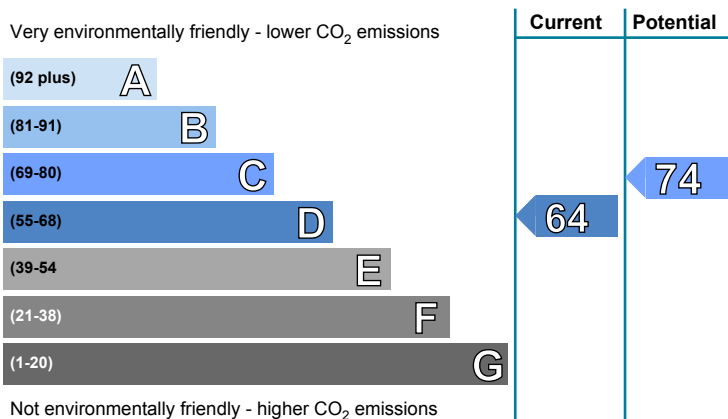 Current Potential
Very environmentally friendly - lower CO2 emissions
(92 plus) A
(81-91) B
(69-80) C
74
(55-68) D
64
(39-54 E
(21-38) F
(1-20) G
Not environmentally friendly - higher CO2 emissions